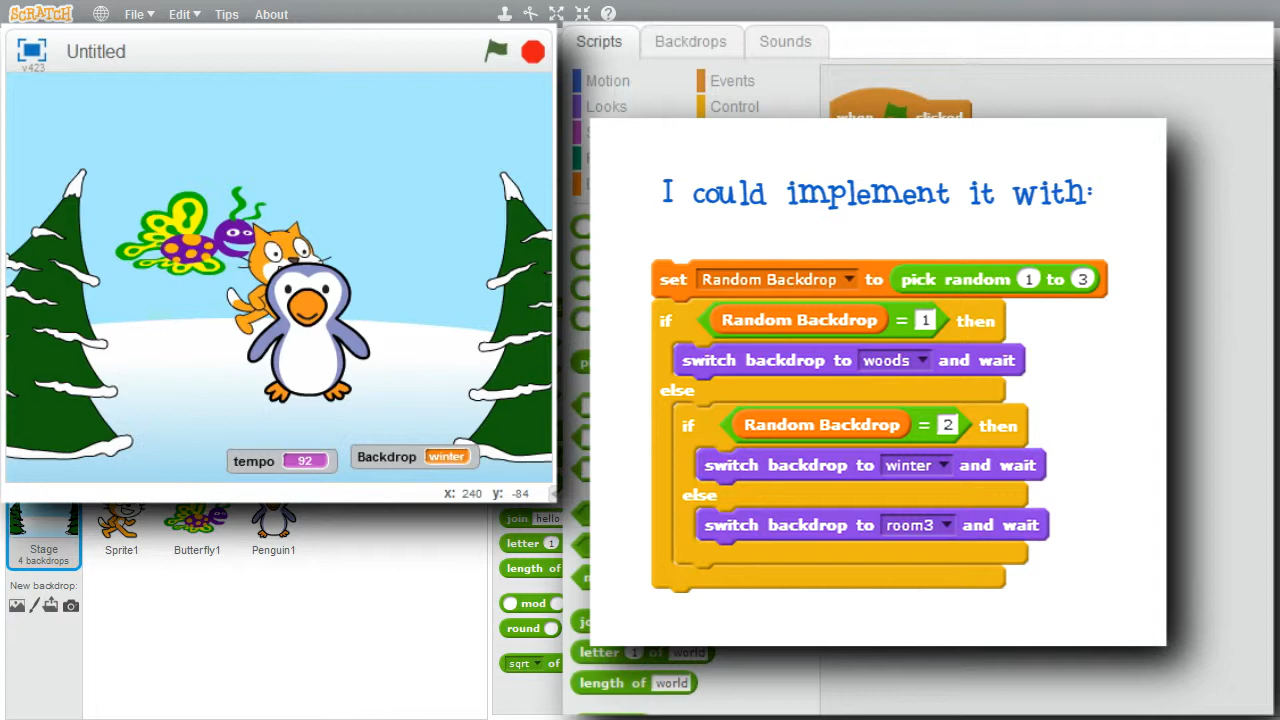 SCRATCH File Edit Tips About
Untitled
v423
Scripts Backdrops Sounds
Motion Events
Looks Control
when clicked
I could implement it with:
set Random Backdrop to pick random 1 to 3
if Random Backdrop = 1 then
switch backdrop to woods and wait
else
if Random Backdrop = 2 then
switch backdrop to winter and wait
else
switch backdrop to room3 and wait
tempo 92
Backdrop winter
x: 240 y: -84
Stage
4 backdrops
Sprite1 Butterfly1 Penguin1
New backdrop:
join hello
letter 1
length of
mod
round
sqrt of
letter 1 of world
length of world